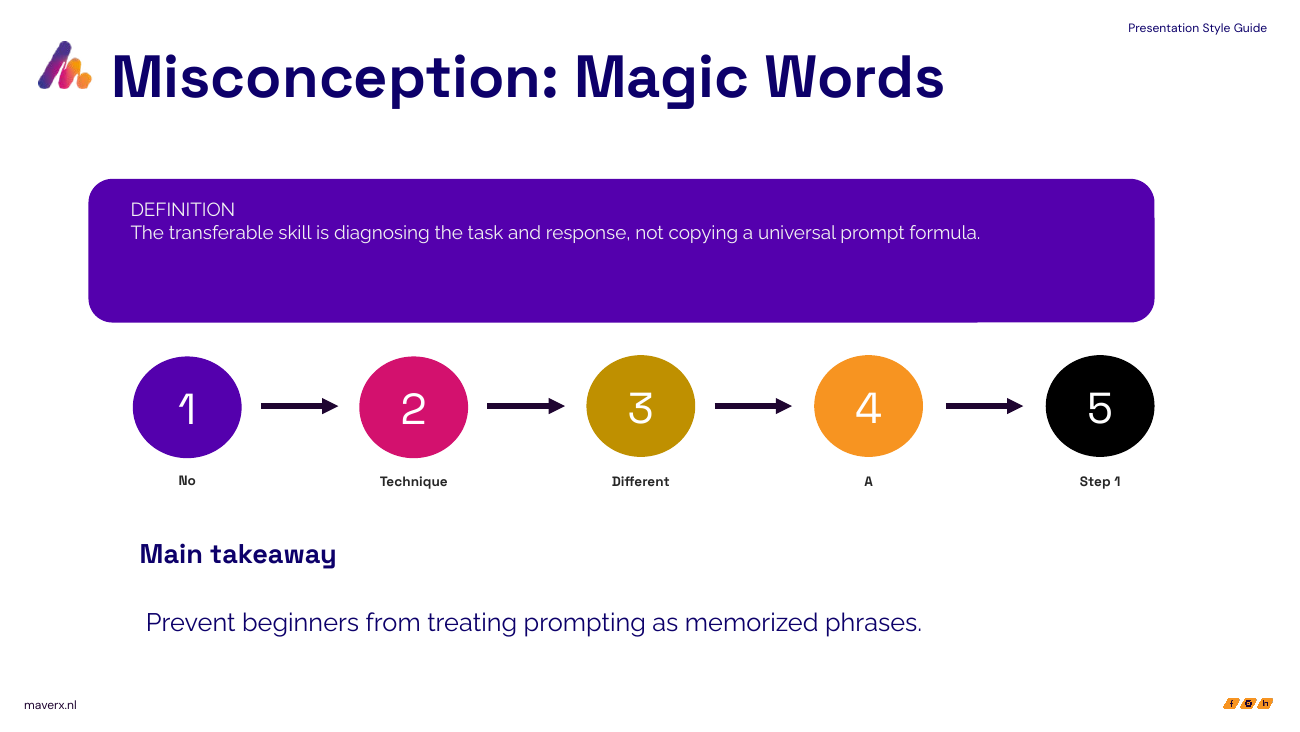 Presentation Style Guide
Misconception: Magic Words
DEFINITION
The transferable skill is diagnosing the task and response, not copying a universal prompt formula.
1
2
3
4
5
No
Technique
Different
A
Step 1
Main takeaway
Prevent beginners from treating prompting as memorized phrases.
maverx.nl